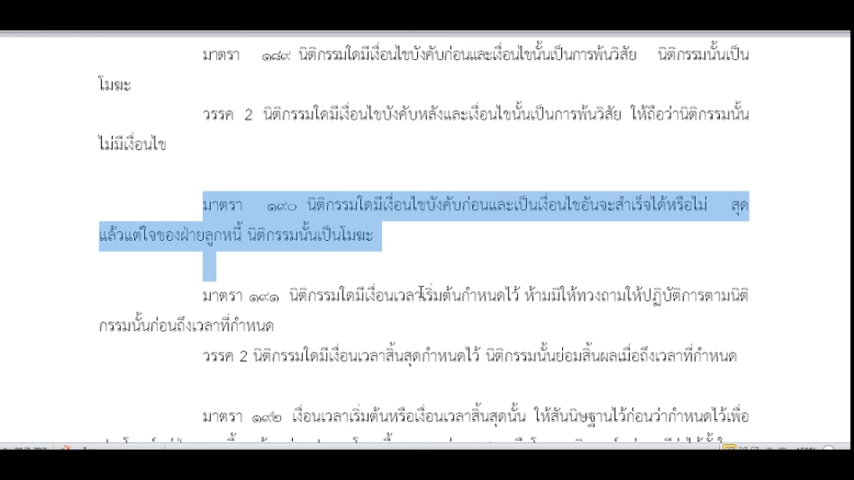 มาตรา ๑๘๙ นิติกรรมใดมีเงื่อนไขบังคับก่อนและเงื่อนไขนั้นเป็นการพ้นวิสัย นิติกรรมนั้นเป็น
โมฆะ
วรรค 2 นิติกรรมใดมีเงื่อนไขบังคับหลังและเงื่อนไขนั้นเป็นการพ้นวิสัย ให้ถือว่านิติกรรมนั้น
ไม่มีเงื่อนไข
มาตรา ๑๙๐ นิติกรรมใดมีเงื่อนไขบังคับก่อนและเป็นเงื่อนไขอันจะสำเร็จได้หรือไม่ สุด
แล้วแต่ใจของฝ่ายลูกหนี้ นิติกรรมนั้นเป็นโมฆะ
มาตรา ๑๙๑ นิติกรรมใดมีเงื่อนเวลาเริ่มต้นกำหนดไว้ ห้ามมิให้ทวงถามให้ปฏิบัติการตามนิติ
กรรมนั้นก่อนถึงเวลาที่กำหนด
วรรค 2 นิติกรรมใดมีเงื่อนเวลาสิ้นสุดกำหนดไว้ นิติกรรมนั้นย่อมสิ้นผลเมื่อถึงเวลาที่กำหนด
มาตรา ๑๙๒ เงื่อนเวลาเริ่มต้นหรือเงื่อนเวลาสิ้นสุดนั้น ให้สันนิษฐานไว้ก่อนว่ากำหนดไว้เพื่อ